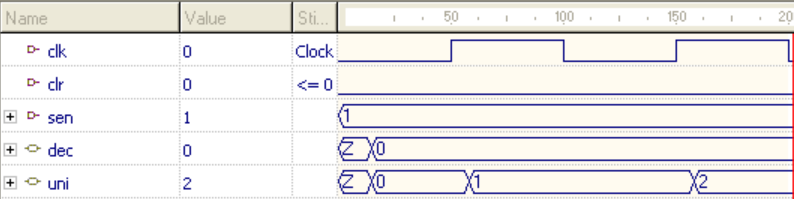 Name Value Sti... 50 100 150 20
clk 0 Clock
clr 0 <= 0
sen 1 1
dec 0 Z 0
uni 2 Z 0 1 2